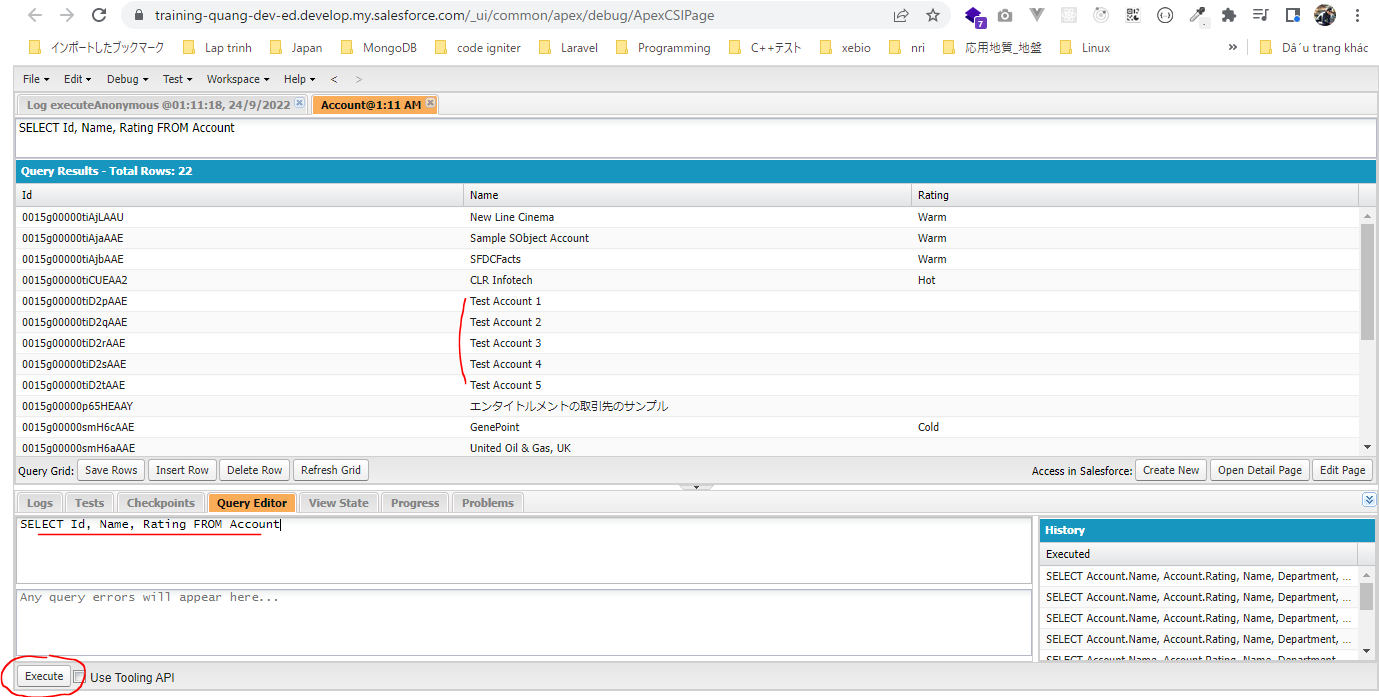 training-quang-dev-ed.develop.my.salesforce.com/_ui/common/apex/debug/ApexCSIPage
7
インポートしたブックマーク Lap trinh Japan MongoDB code igniter Laravel Programming C++テスト xebio nri 応用地質_地盤 Linux » Dấu trang khác
File Edit Debug Test Workspace Help < >
Log executeAnonymous @01:11:18, 24/9/2022 Account@1:11 AM
SELECT Id, Name, Rating FROM Account
Query Results - Total Rows: 22
Id Name Rating
0015g00000tiAjLAAU New Line Cinema Warm
0015g00000tiAjaAAE Sample SObject Account Warm
0015g00000tiAjbAAE SFDCFacts Warm
0015g00000tiCUEAA2 CLR Infotech Hot
0015g00000tiD2pAAE Test Account 1
0015g00000tiD2qAAE Test Account 2
0015g00000tiD2rAAE Test Account 3
0015g00000tiD2sAAE Test Account 4
0015g00000tiD2tAAE Test Account 5
0015g00000p65HEAAY エンタイトルメントの取引先のサンプル
0015g00000smH6cAAE GenePoint Cold
0015g00000smH6aAAE United Oil & Gas, UK
Query Grid: Save Rows Insert Row Delete Row Refresh Grid Access in Salesforce: Create New Open Detail Page Edit Page
Logs Tests Checkpoints Query Editor View State Progress Problems
SELECT Id, Name, Rating FROM Account
Any query errors will appear here...
History
Executed
SELECT Account.Name, Account.Rating, Name, Department, ...
SELECT Account.Name, Account.Rating, Name, Department, ...
SELECT Account.Name, Account.Rating, Name, Department, ...
SELECT Account.Name, Account.Rating, Name, Department, ...
SELECT Account.Name, Account.Rating, Name, Department, ...
Execute Use Tooling API